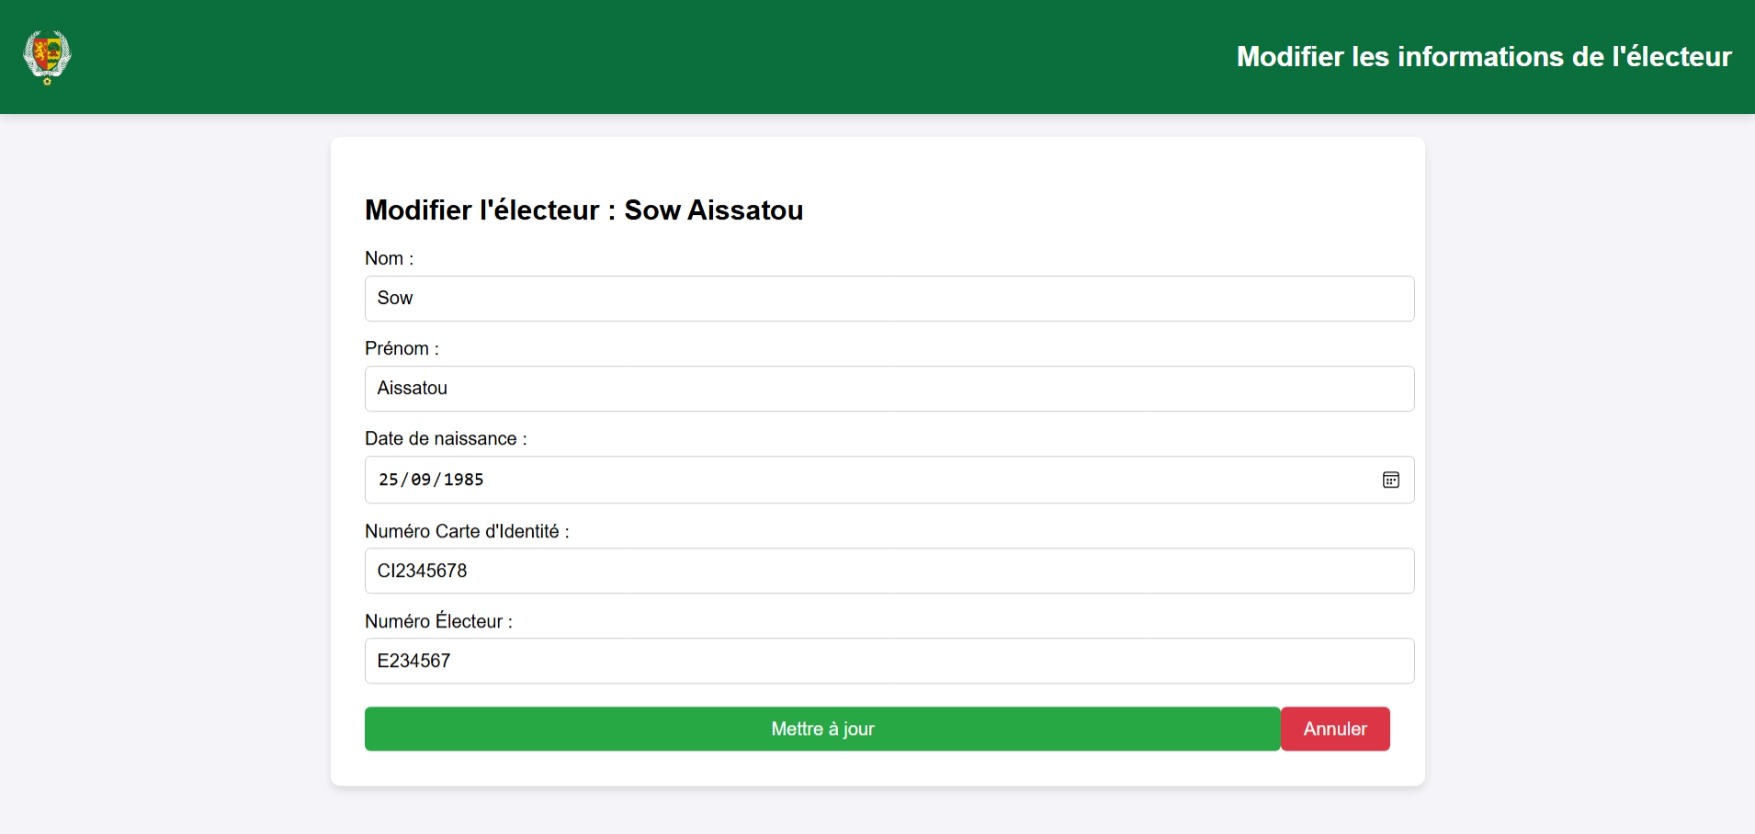 Modifier les informations de l'électeur
Modifier l'électeur : Sow Aissatou
Nom :
Sow
Prénom :
Aissatou
Date de naissance :
25/09/1985
Numéro Carte d'Identité :
CI2345678
Numéro Électeur :
E234567
Mettre à jour
Annuler